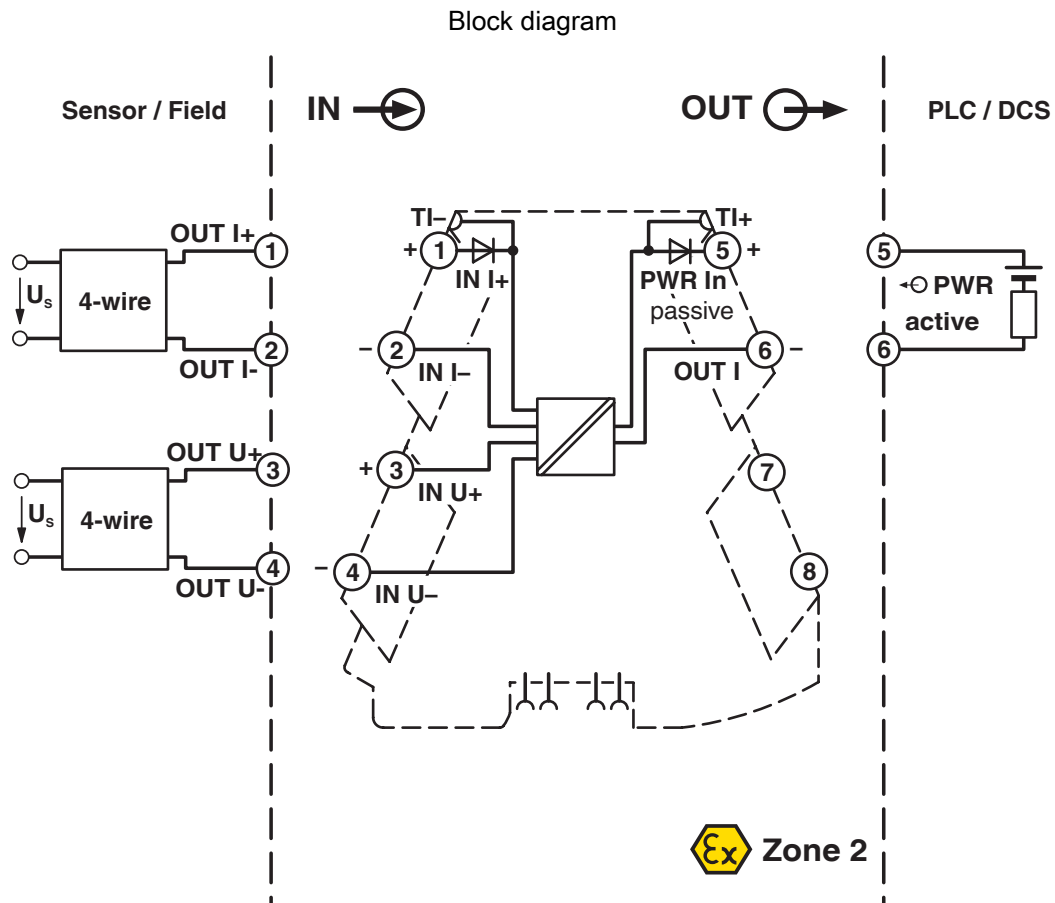 Block diagram
Sensor / Field
IN
OUT
PLC / DCS
OUT I+
1
U s
4-wire
2
OUT I-
OUT U+
3
U s
4-wire
4
OUT U-
TI–
+
1
IN I+
–
2
IN I–
+
3
IN U+
–
4
IN U–
TI+
5
+
PWR In
passive
6
–
OUT I
7
8
5
PWR
active
6
Ex Zone 2